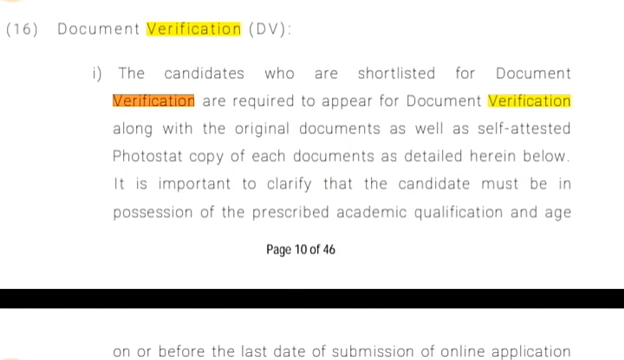 (16) Document Verification (DV):
i) The candidates who are shortlisted for Document
Verification are required to appear for Document Verification
along with the original documents as well as self-attested
Photostat copy of each documents as detailed herein below.
It is important to clarify that the candidate must be in
possession of the prescribed academic qualification and age
Page 10 of 46
on or before the last date of submission of online application